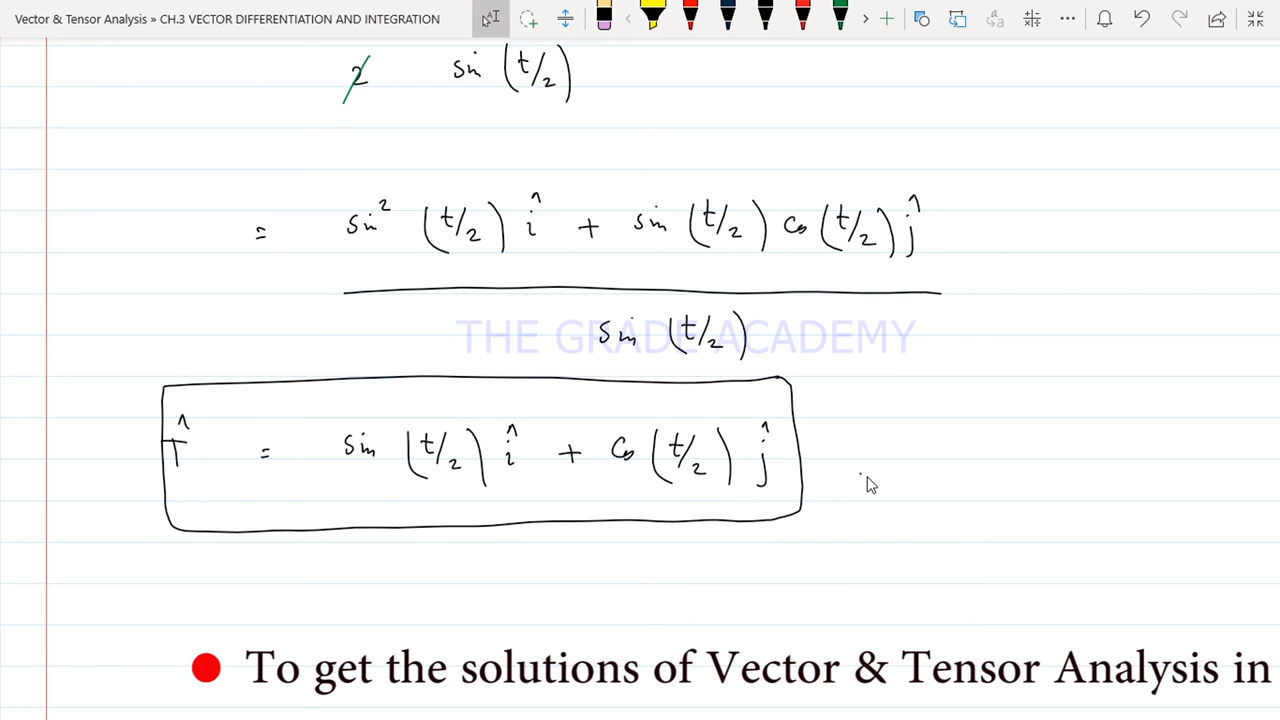 Vector & Tensor Analysis » CH.3 VECTOR DIFFERENTIATION AND INTEGRATION
2 sin (t/2)
= sin² (t/2) î + sin (t/2) Cos (t/2) ĵ
sin (t/2)
THE GRADE ACADEMY
T̂ = sin (t/2) î + Cos (t/2) ĵ
● To get the solutions of Vector & Tensor Analysis in